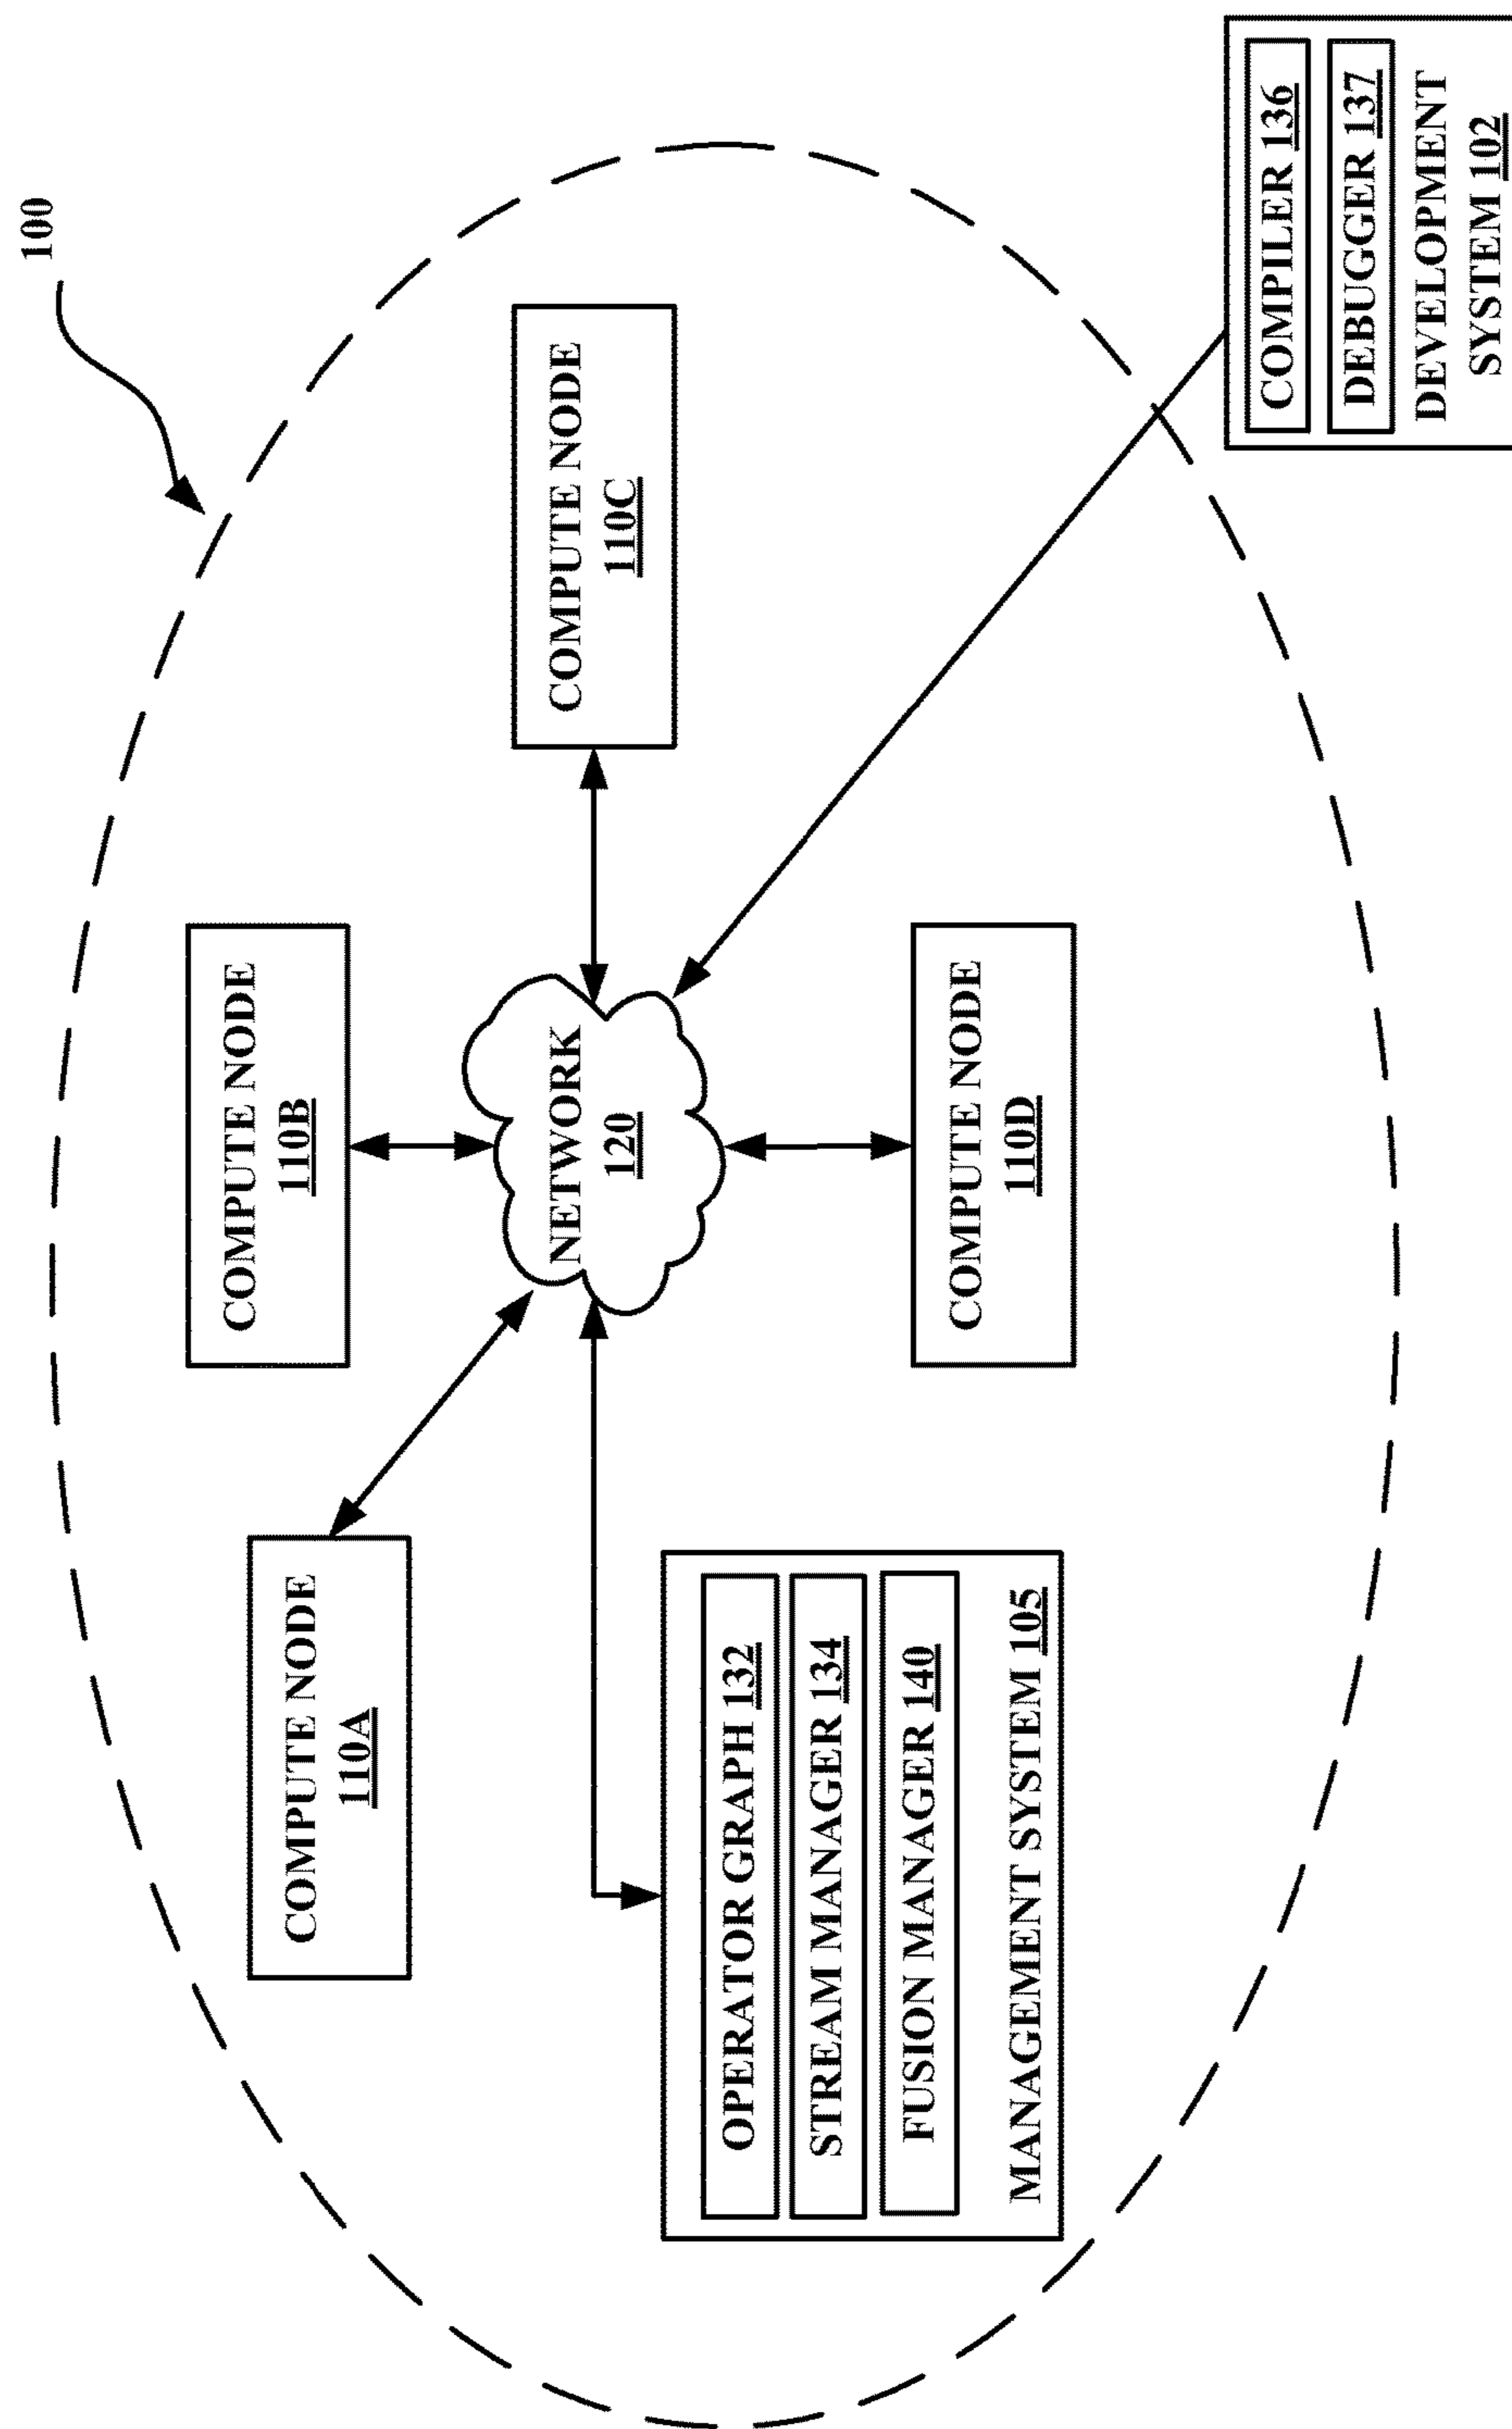 100
COMPUTE NODE
110B
COMPUTE NODE
110A
COMPUTE NODE
110C
NETWORK
120
OPERATOR GRAPH 132
STREAM MANAGER 134
FUSION MANAGER 140
MANAGEMENT SYSTEM 105
COMPUTE NODE
110D
COMPILER 136
DEBUGGER 137
DEVELOPMENT
SYSTEM 102